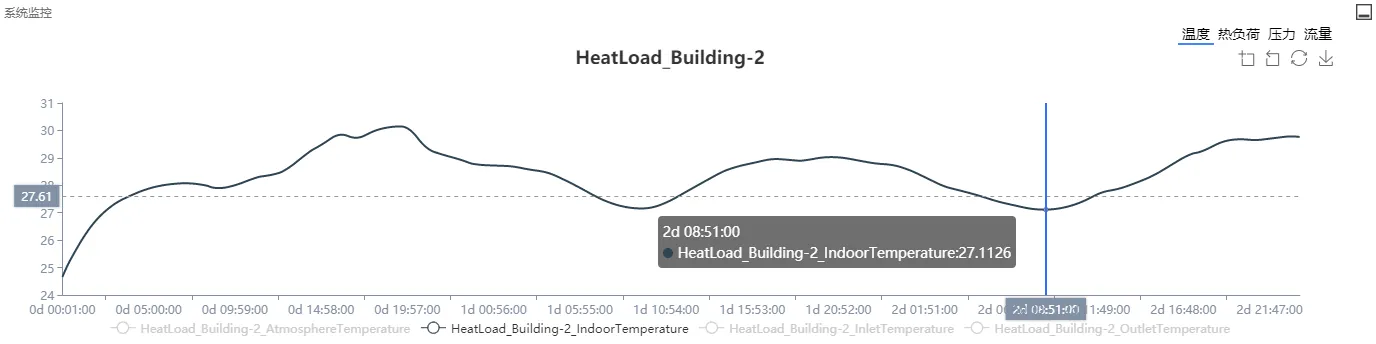 系统监控
温度 热负荷 压力 流量
HeatLoad_Building-2
31
30
29
28
27.61
27
26
25
24
2d 08:51:00
HeatLoad_Building-2_IndoorTemperature:27.1126
0d 00:01:00 0d 05:00:00 0d 09:59:00 0d 14:58:00 0d 19:57:00 1d 00:56:00 1d 05:55:00 1d 10:54:00 1d 15:53:00 1d 20:52:00 2d 01:51:00 2d 08:51:00 11:49:00 2d 16:48:00 2d 21:47:00
HeatLoad_Building-2_AtmosphereTemperature HeatLoad_Building-2_IndoorTemperature HeatLoad_Building-2_InletTemperature HeatLoad_Building-2_OutletTemperature